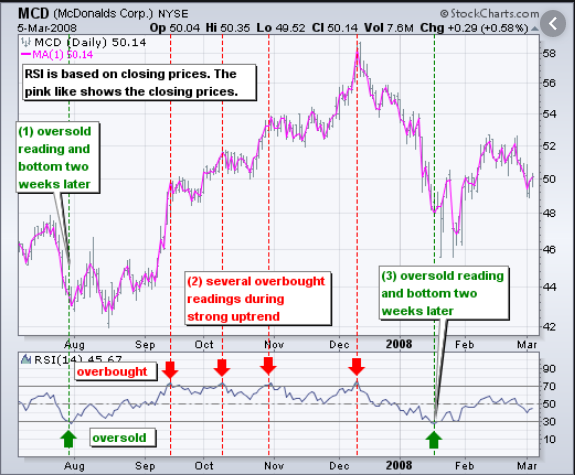 MCD (McDonalds Corp.) NYSE
© StockCharts.com
5-Mar-2008 Op 50.04 Hi 50.35 Lo 49.52 Cl 50.14 Vol 7.6M Chg +0.29 (+0.58%)
MCD (Daily) 50.14
MA(1) 50.14
RSI is based on closing prices. The
pink like shows the closing prices.
(1) oversold
reading and
bottom two
weeks later
(2) several overbought
readings during
strong uptrend
(3) oversold reading
and bottom two
weeks later
58
56
54
52
50
48
46
44
42
Aug Sep Oct Nov Dec 2008 Feb Mar
RSI(14) 45.67
overbought
oversold
90
70
50
30
10
Aug Sep Oct Nov Dec 2008 Feb Mar